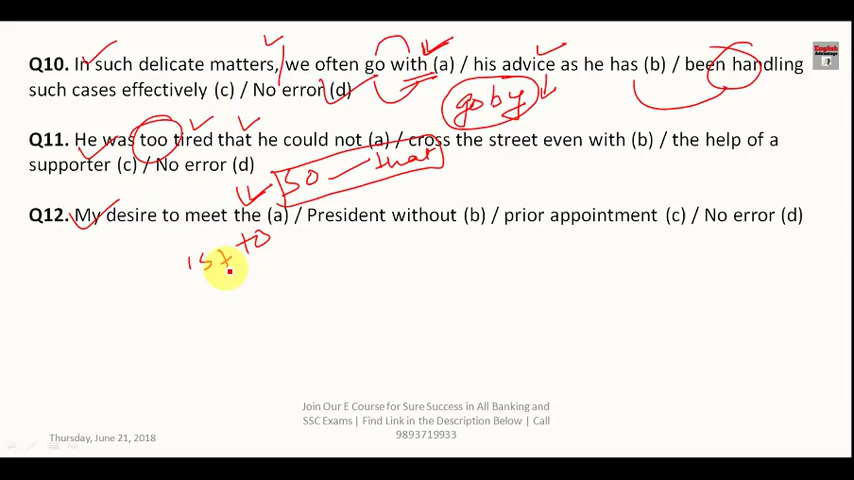 Q10. In such delicate matters, we often go with (a) / his advice as he has (b) / been handling
such cases effectively (c) / No error (d)
go by
Q11. He was too tired that he could not (a) / cross the street even with (b) / the help of a
supporter (c) / No error (d)
so that
Q12. My desire to meet the (a) / President without (b) / prior appointment (c) / No error (d)
1st to
Join Our E Course for Sure Success in All Banking and
SSC Exams | Find Link in the Description Below | Call
9893719933
Thursday, June 21, 2018
English
Advantage